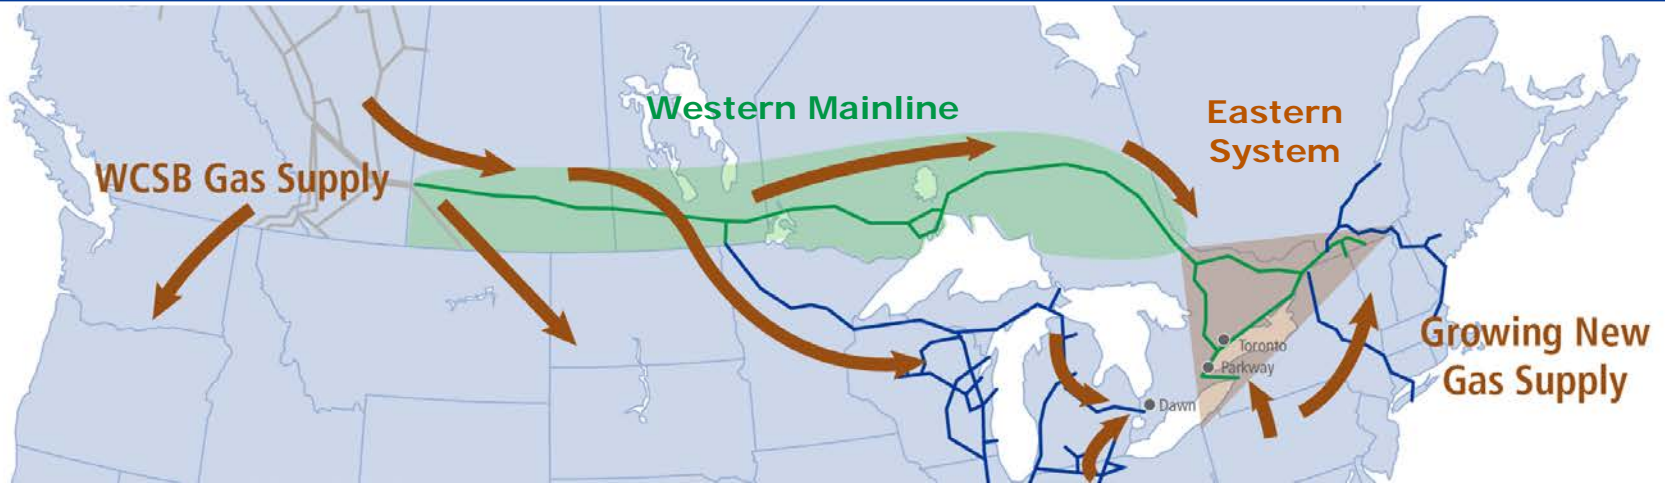 Western Mainline
Eastern
System
WCSB Gas Supply
Growing New
Gas Supply
Toronto
Parkway
Dawn